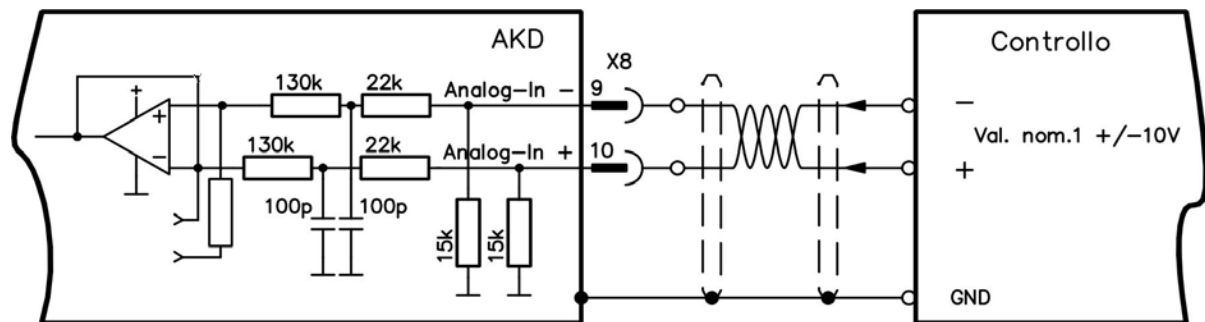 AKD
X8
Controllo
130k
22k
Analog-In -
9
-
+
+
130k
22k
Analog-In +
10
Val. nom.1 +/-10V
-
+
100p
100p
15k
15k
GND